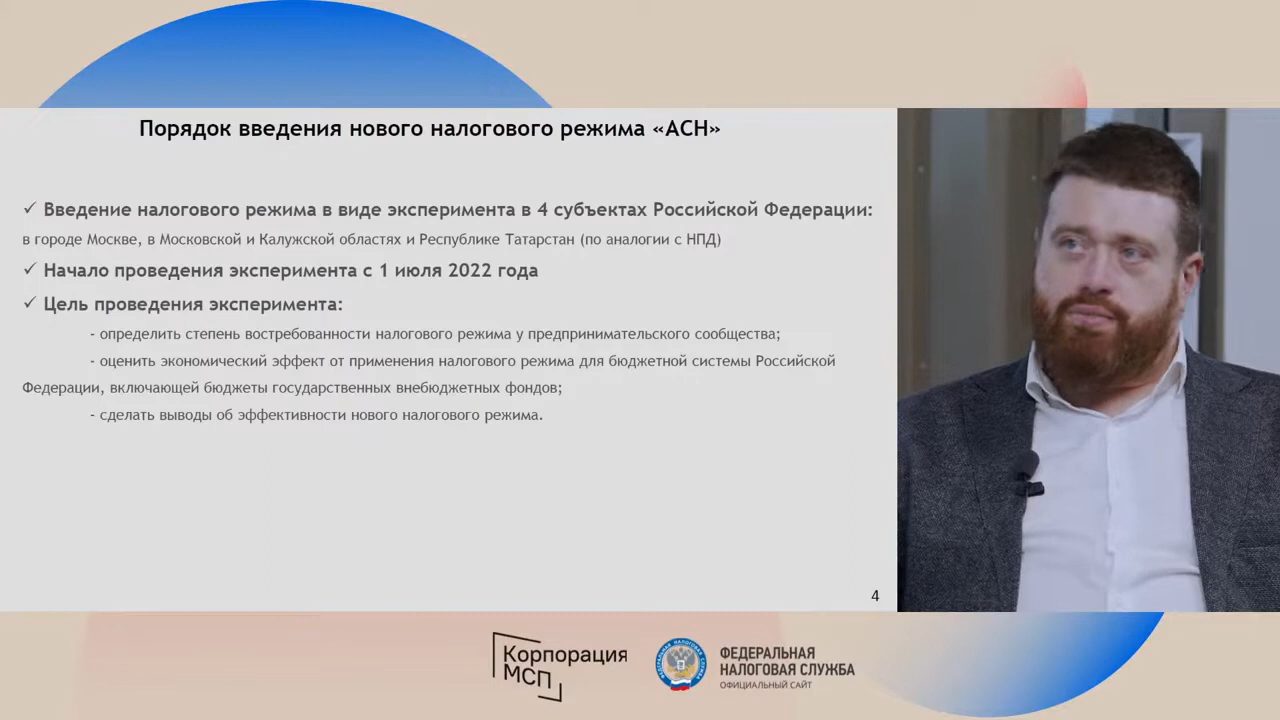 Порядок введения нового налогового режима «АСН»
✓ Введение налогового режима в виде эксперимента в 4 субъектах Российской Федерации:
в городе Москве, в Московской и Калужской областях и Республике Татарстан (по аналогии с НПД)
✓ Начало проведения эксперимента с 1 июля 2022 года
✓ Цель проведения эксперимента:
- определить степень востребованности налогового режима у предпринимательского сообщества;
- оценить экономический эффект от применения налогового режима для бюджетной системы Российской
Федерации, включающей бюджеты государственных внебюджетных фондов;
- сделать выводы об эффективности нового налогового режима.
4
Корпорация
МСП
ФЕДЕРАЛЬНАЯ
НАЛОГОВАЯ СЛУЖБА
ОФИЦИАЛЬНЫЙ САЙТ